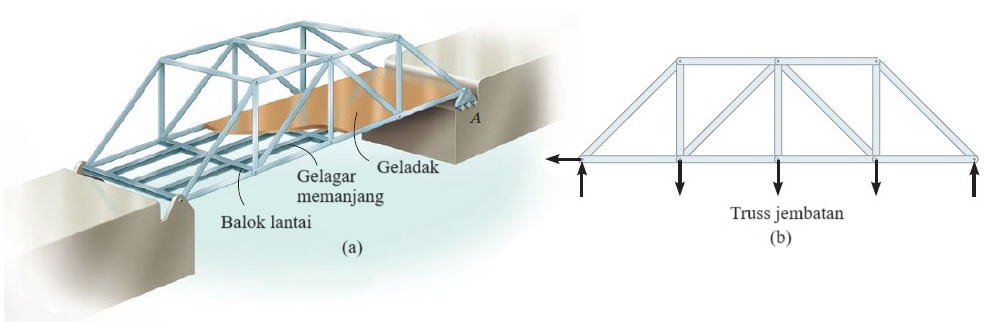 A
Geladak
Gelagar
memanjang
Balok lantai
(a)
Truss jembatan
(b)